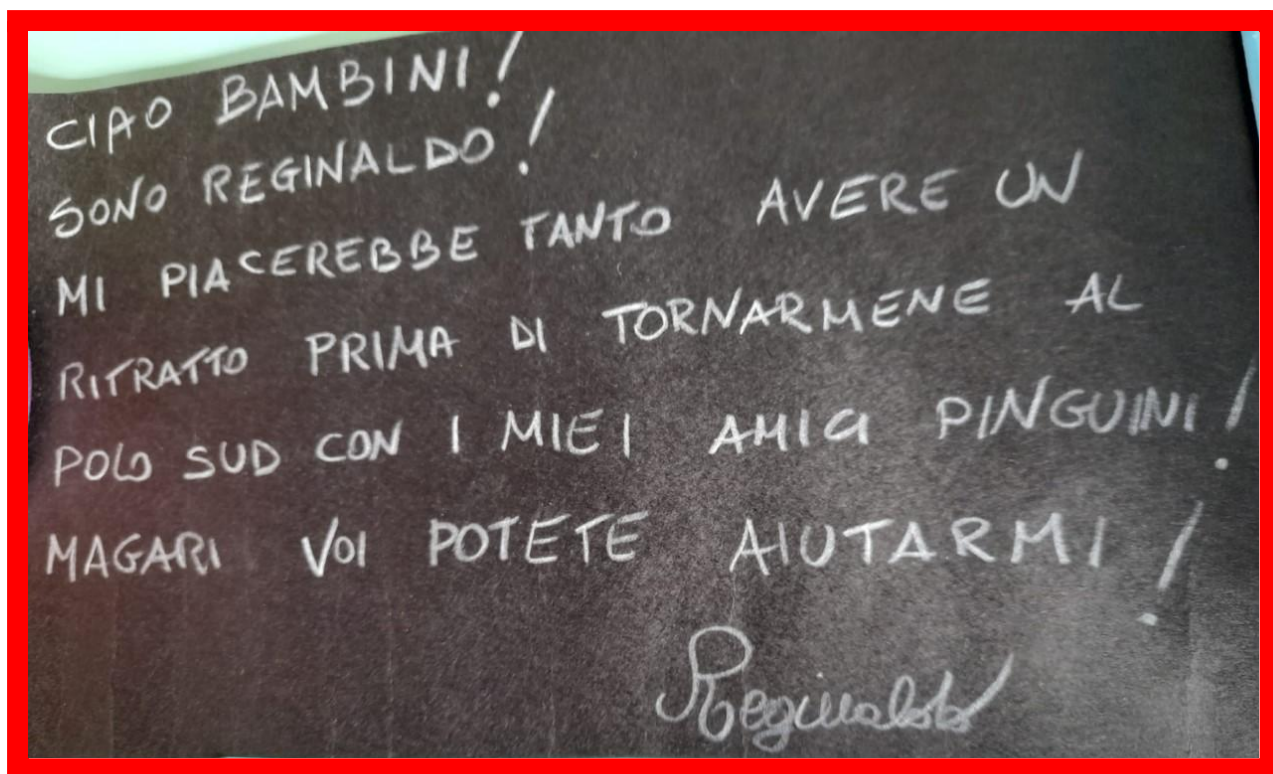 CIAO BAMBINI!
SONO REGINALDO!
MI PIACEREBBE TANTO AVERE UN
RITRATTO PRIMA DI TORNARMENE AL
POLO SUD CON I MIEI AMICI PINGUINI!
MAGARI VOI POTETE AIUTARMI!
Reginaldo